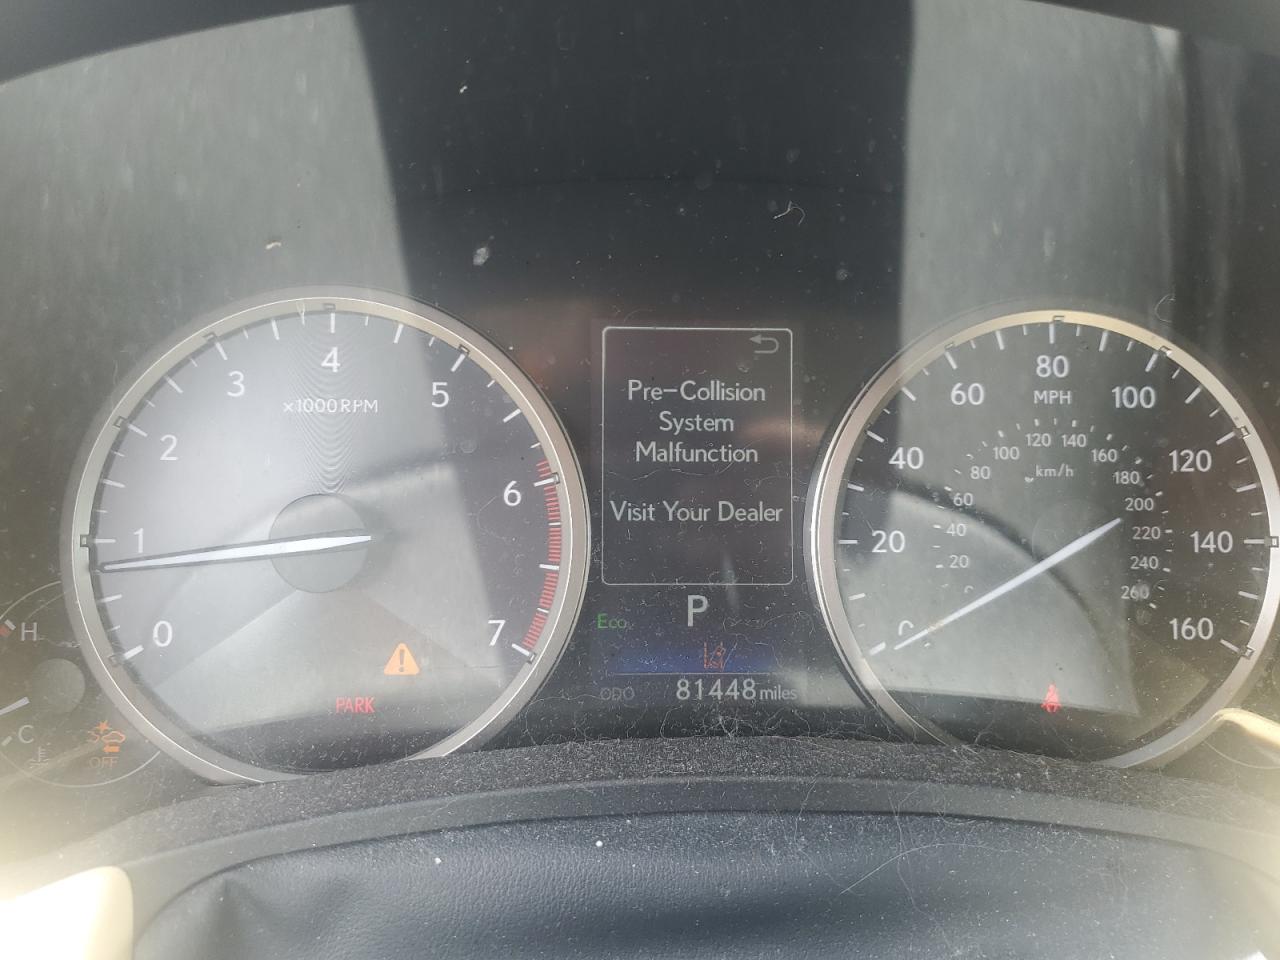 0
1
2
3
4
5
6
7
×1000RPM
PARK
H
C
OFF
Pre-Collision
System
Malfunction
Visit Your Dealer
Eco
P
ODO 81448 miles
0
20
40
60
80
100
120
140
160
MPH
20
40
60
80
100
120
140
160
180
200
220
240
260
km/h